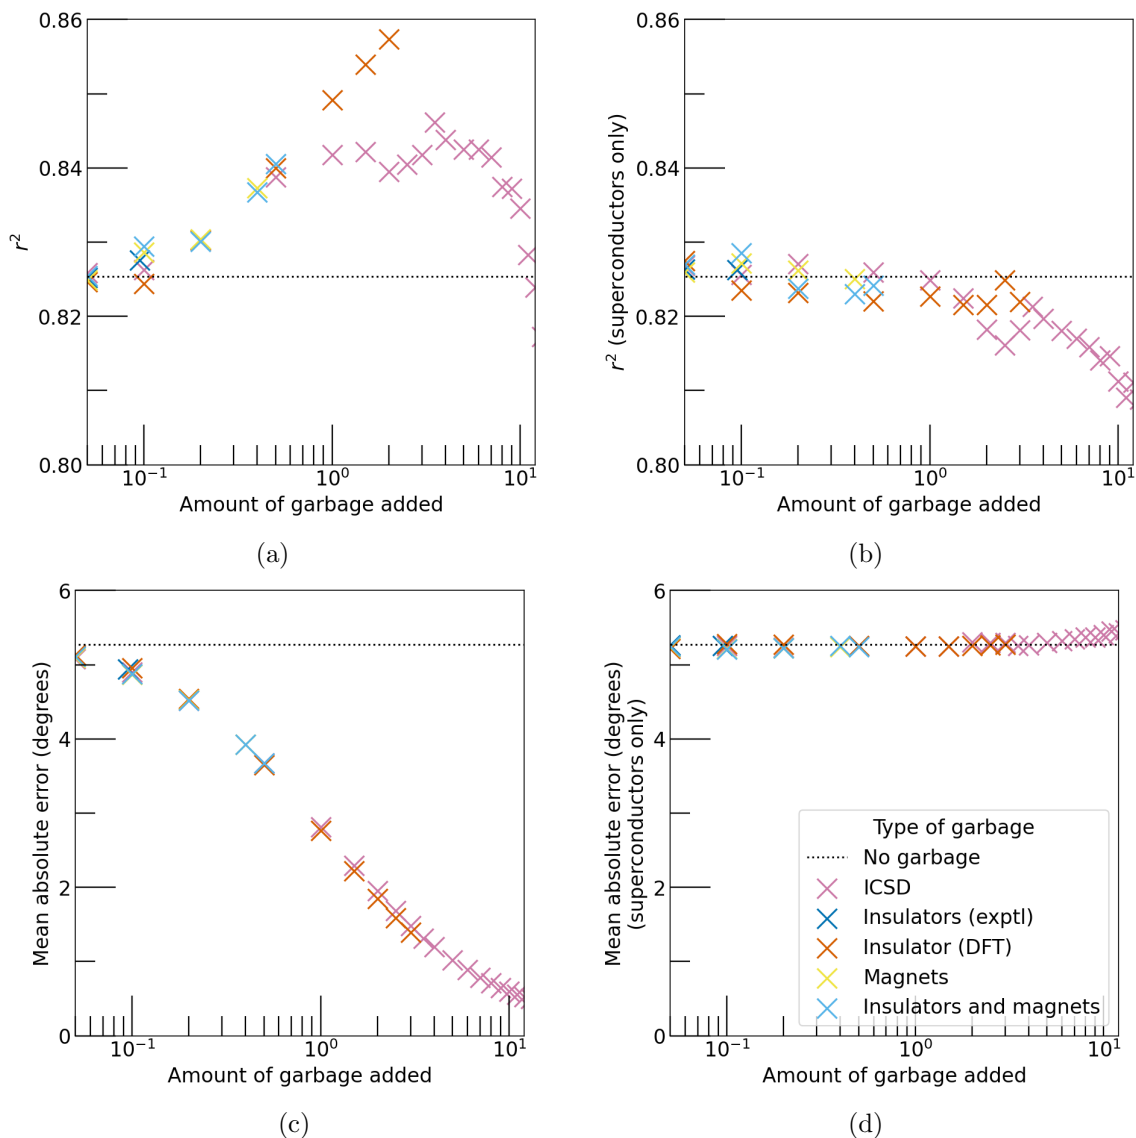 0.86
0.84
0.82
0.80
r²
10⁻¹
10⁰
10¹
Amount of garbage added
(a)
0.86
0.84
0.82
0.80
r² (superconductors only)
10⁻¹
10⁰
10¹
Amount of garbage added
(b)
6
4
2
0
Mean absolute error (degrees)
10⁻¹
10⁰
10¹
Amount of garbage added
(c)
6
4
2
0
Mean absolute error (degrees)
(superconductors only)
Type of garbage
No garbage
ICSD
Insulators (exptl)
Insulator (DFT)
Magnets
Insulators and magnets
10⁻¹
10⁰
10¹
Amount of garbage added
(d)